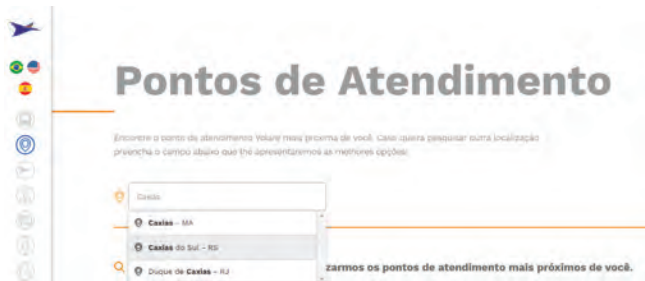 Pontos de Atendimento
Encontre o ponto de atendimento Volare mais próximo de você. Caso queira pesquisar outra localização
preencha o campo abaixo que lhe apresentaremos as melhores opções:
Caxias
Caxias - MA
Caxias do Sul - RS
Duque de Caxias - RJ
zarmos os pontos de atendimento mais próximos de você.